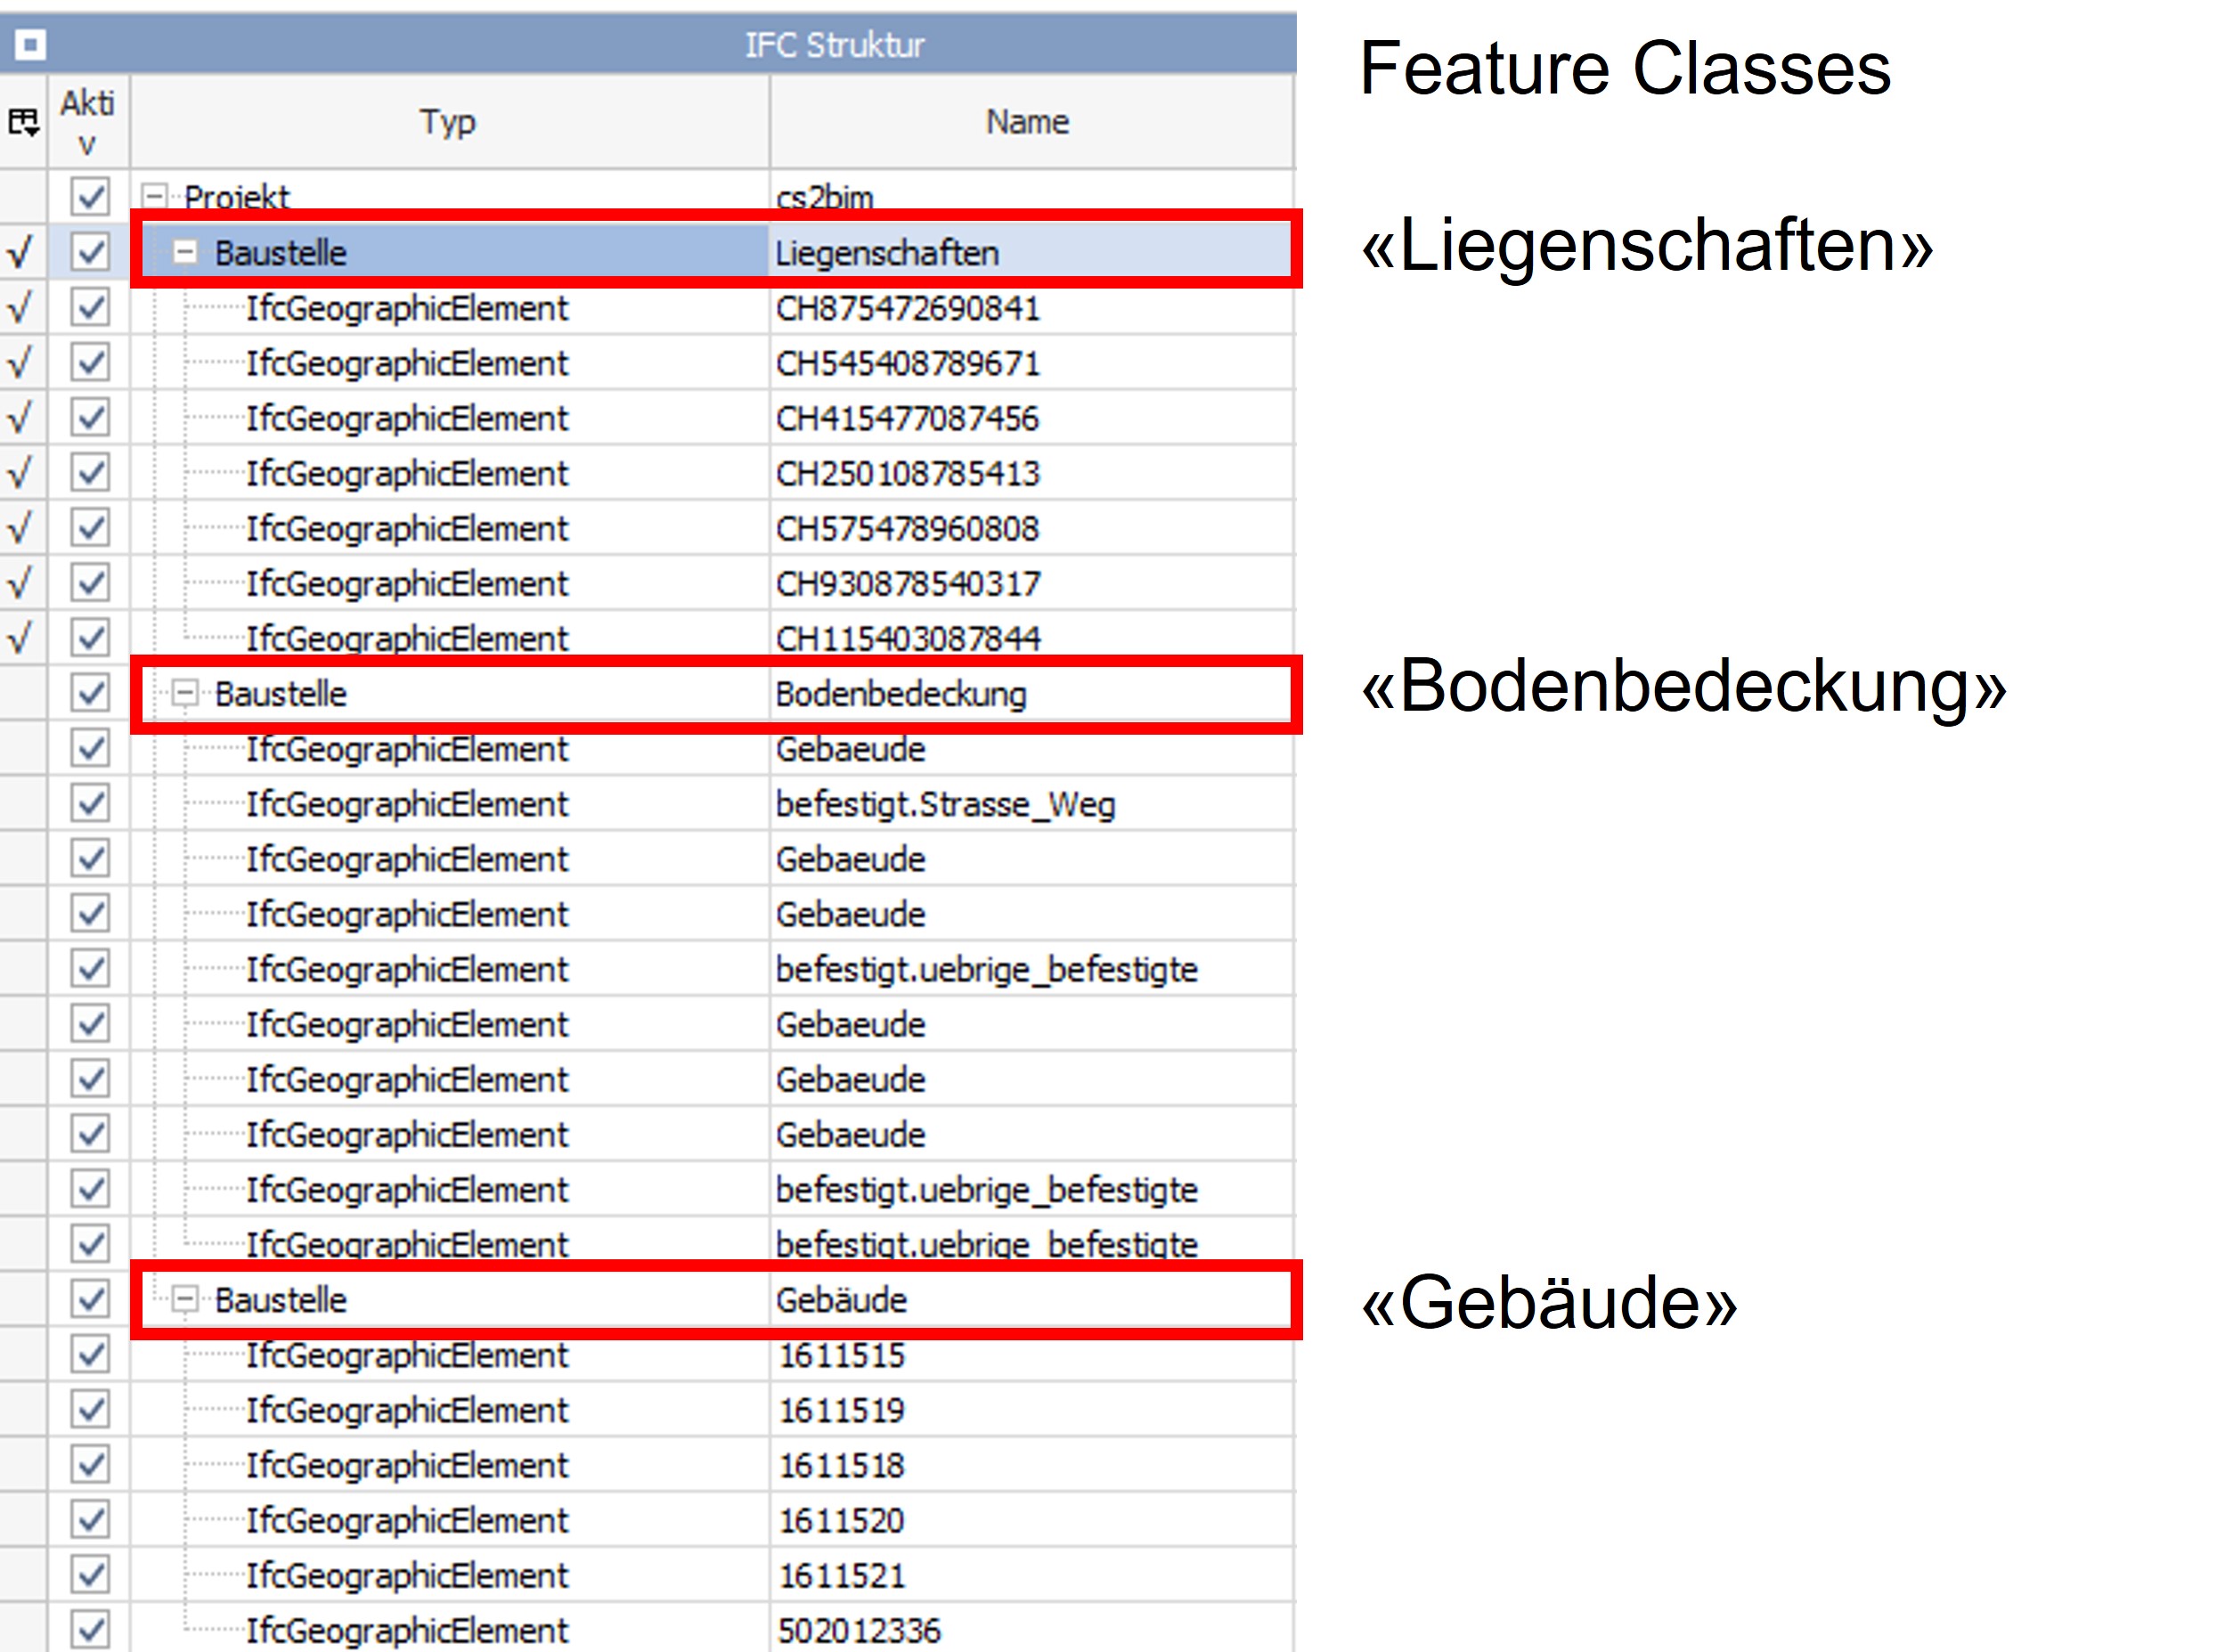 IFC Struktur
Feature Classes
Akti
v
Typ Name
Projekt cs2bim
Baustelle Liegenschaften «Liegenschaften»
IfcGeographicElement CH875472690841
IfcGeographicElement CH545408789671
IfcGeographicElement CH415477087456
IfcGeographicElement CH250108785413
IfcGeographicElement CH575478960808
IfcGeographicElement CH930878540317
IfcGeographicElement CH115403087844
Baustelle Bodenbedeckung «Bodenbedeckung»
IfcGeographicElement Gebaeude
IfcGeographicElement befestigt.Strasse_Weg
IfcGeographicElement Gebaeude
IfcGeographicElement Gebaeude
IfcGeographicElement befestigt.uebrige_befestigte
IfcGeographicElement Gebaeude
IfcGeographicElement Gebaeude
IfcGeographicElement Gebaeude
IfcGeographicElement befestigt.uebrige_befestigte
IfcGeographicElement befestigt.uebrige_befestigte
Baustelle Gebäude «Gebäude»
IfcGeographicElement 1611515
IfcGeographicElement 1611519
IfcGeographicElement 1611518
IfcGeographicElement 1611520
IfcGeographicElement 1611521
IfcGeographicElement 502012336